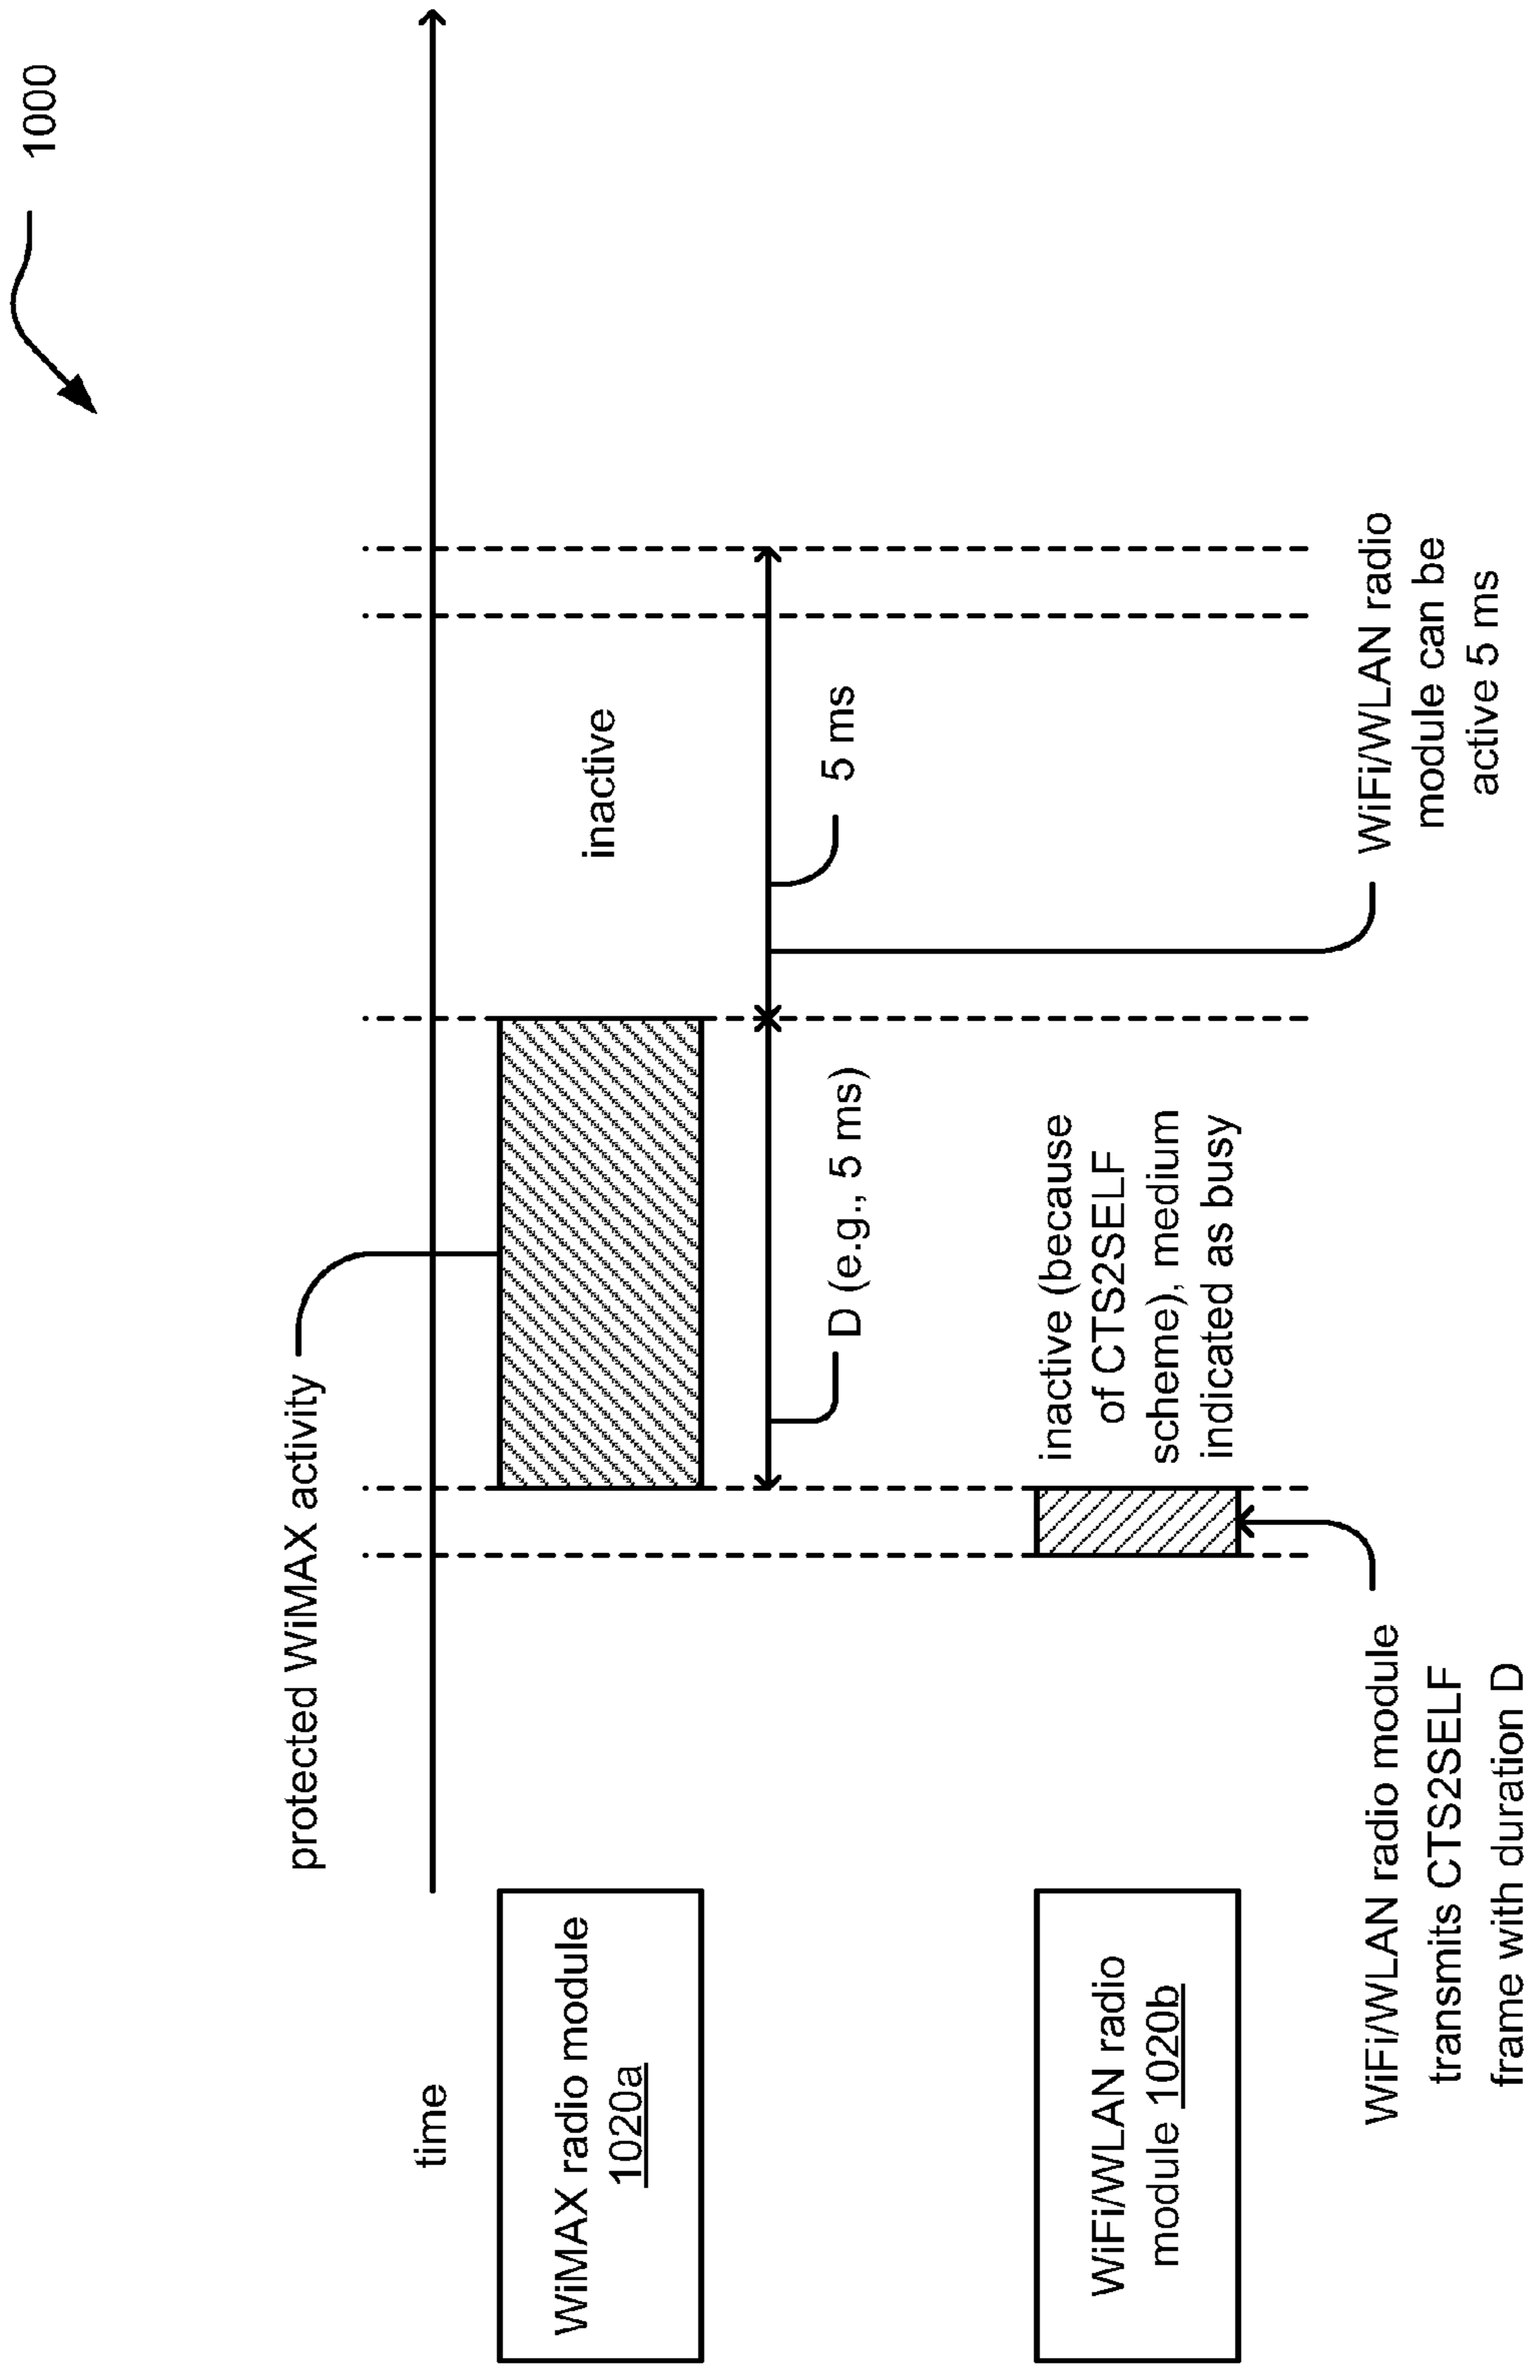 1000
time
protected WiMAX activity
WiMAX radio module
1020a
inactive
D (e.g., 5 ms)
5 ms
WiFi/WLAN radio
module 1020b
inactive (because
of CTS2SELF
scheme), medium
indicated as busy
WiFi/WLAN radio module
transmits CTS2SELF
frame with duration D
WiFi/WLAN radio
module can be
active 5 ms